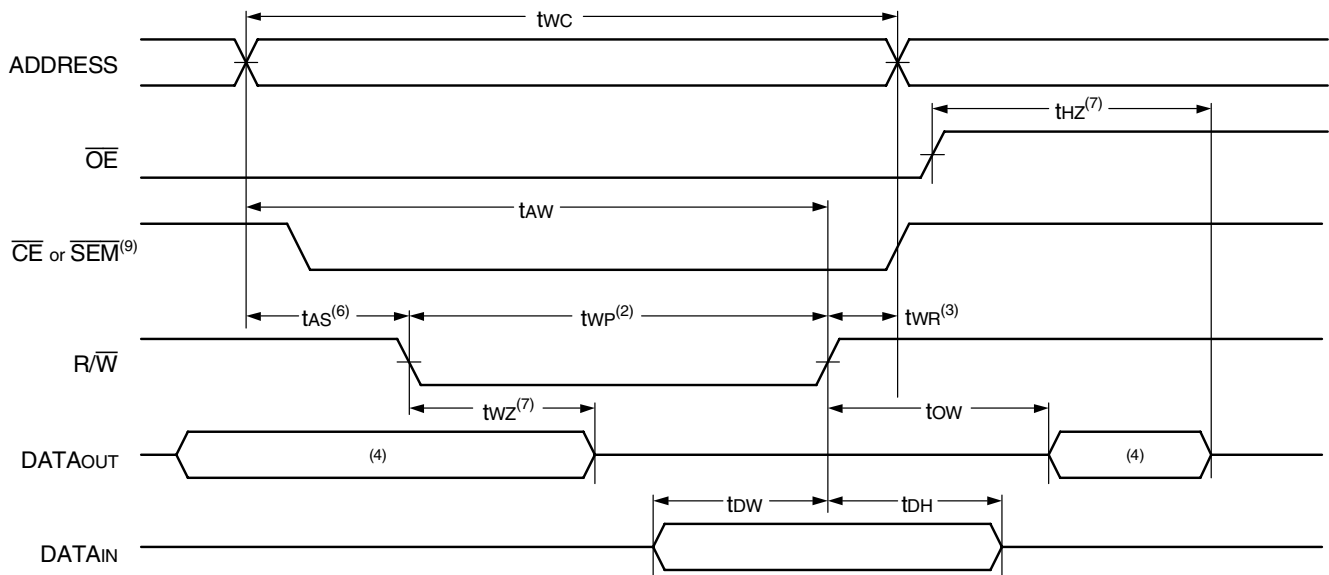 tWC
ADDRESS
tHZ(7)
OE
tAW
CE or SEM(9)
tAS(6) tWP(2) tWR(3)
R/W
tWZ(7) tOW
DATAOUT (4) (4)
tDW tDH
DATAIN